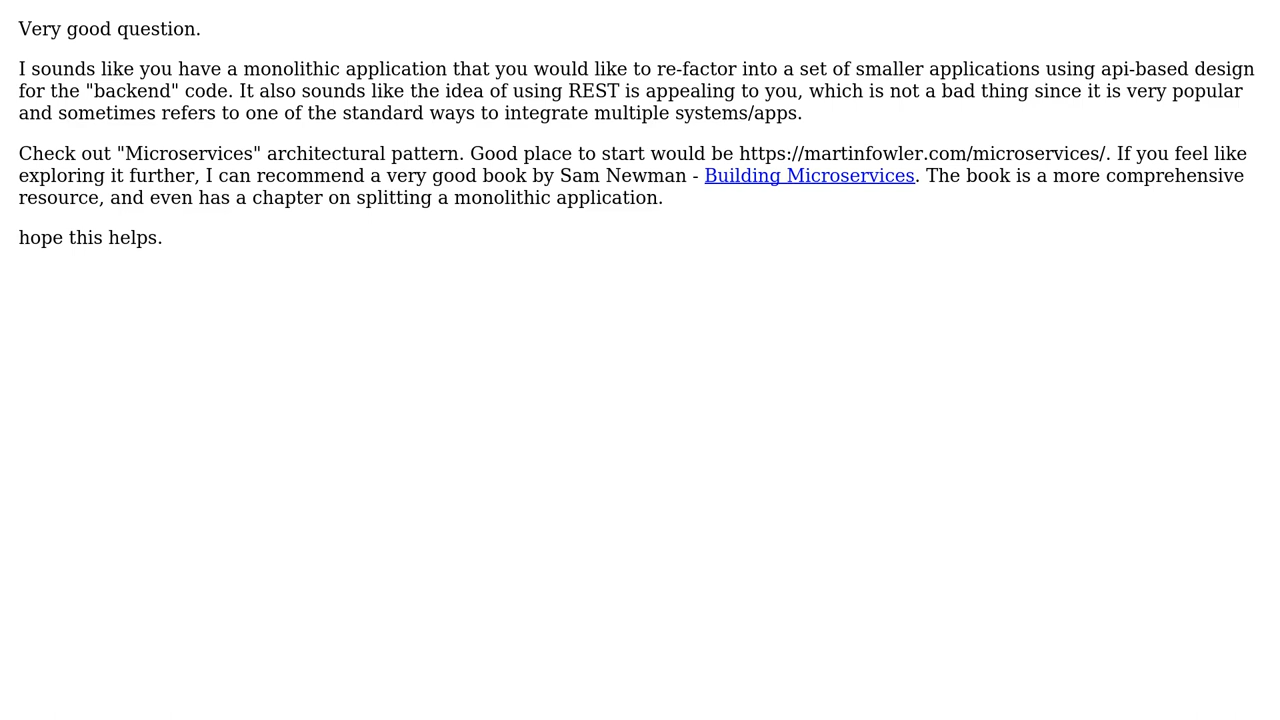 Very good question.
I sounds like you have a monolithic application that you would like to re-factor into a set of smaller applications using api-based design
for the "backend" code. It also sounds like the idea of using REST is appealing to you, which is not a bad thing since it is very popular
and sometimes refers to one of the standard ways to integrate multiple systems/apps.
Check out "Microservices" architectural pattern. Good place to start would be https://martinfowler.com/microservices/. If you feel like
exploring it further, I can recommend a very good book by Sam Newman - Building Microservices. The book is a more comprehensive
resource, and even has a chapter on splitting a monolithic application.
hope this helps.